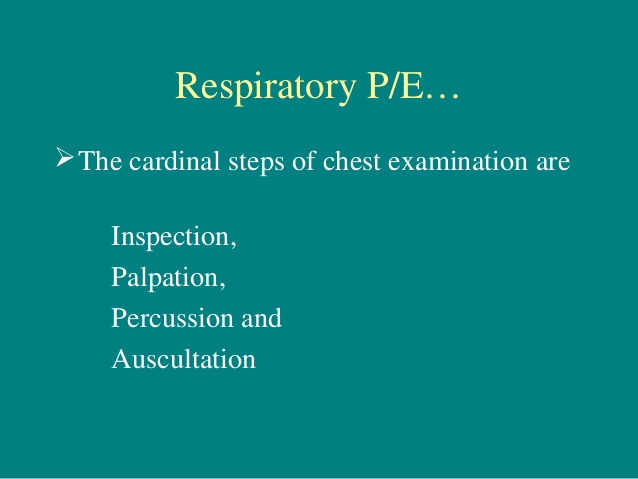 Respiratory P/E…
➢The cardinal steps of chest examination are
Inspection,
Palpation,
Percussion and
Auscultation